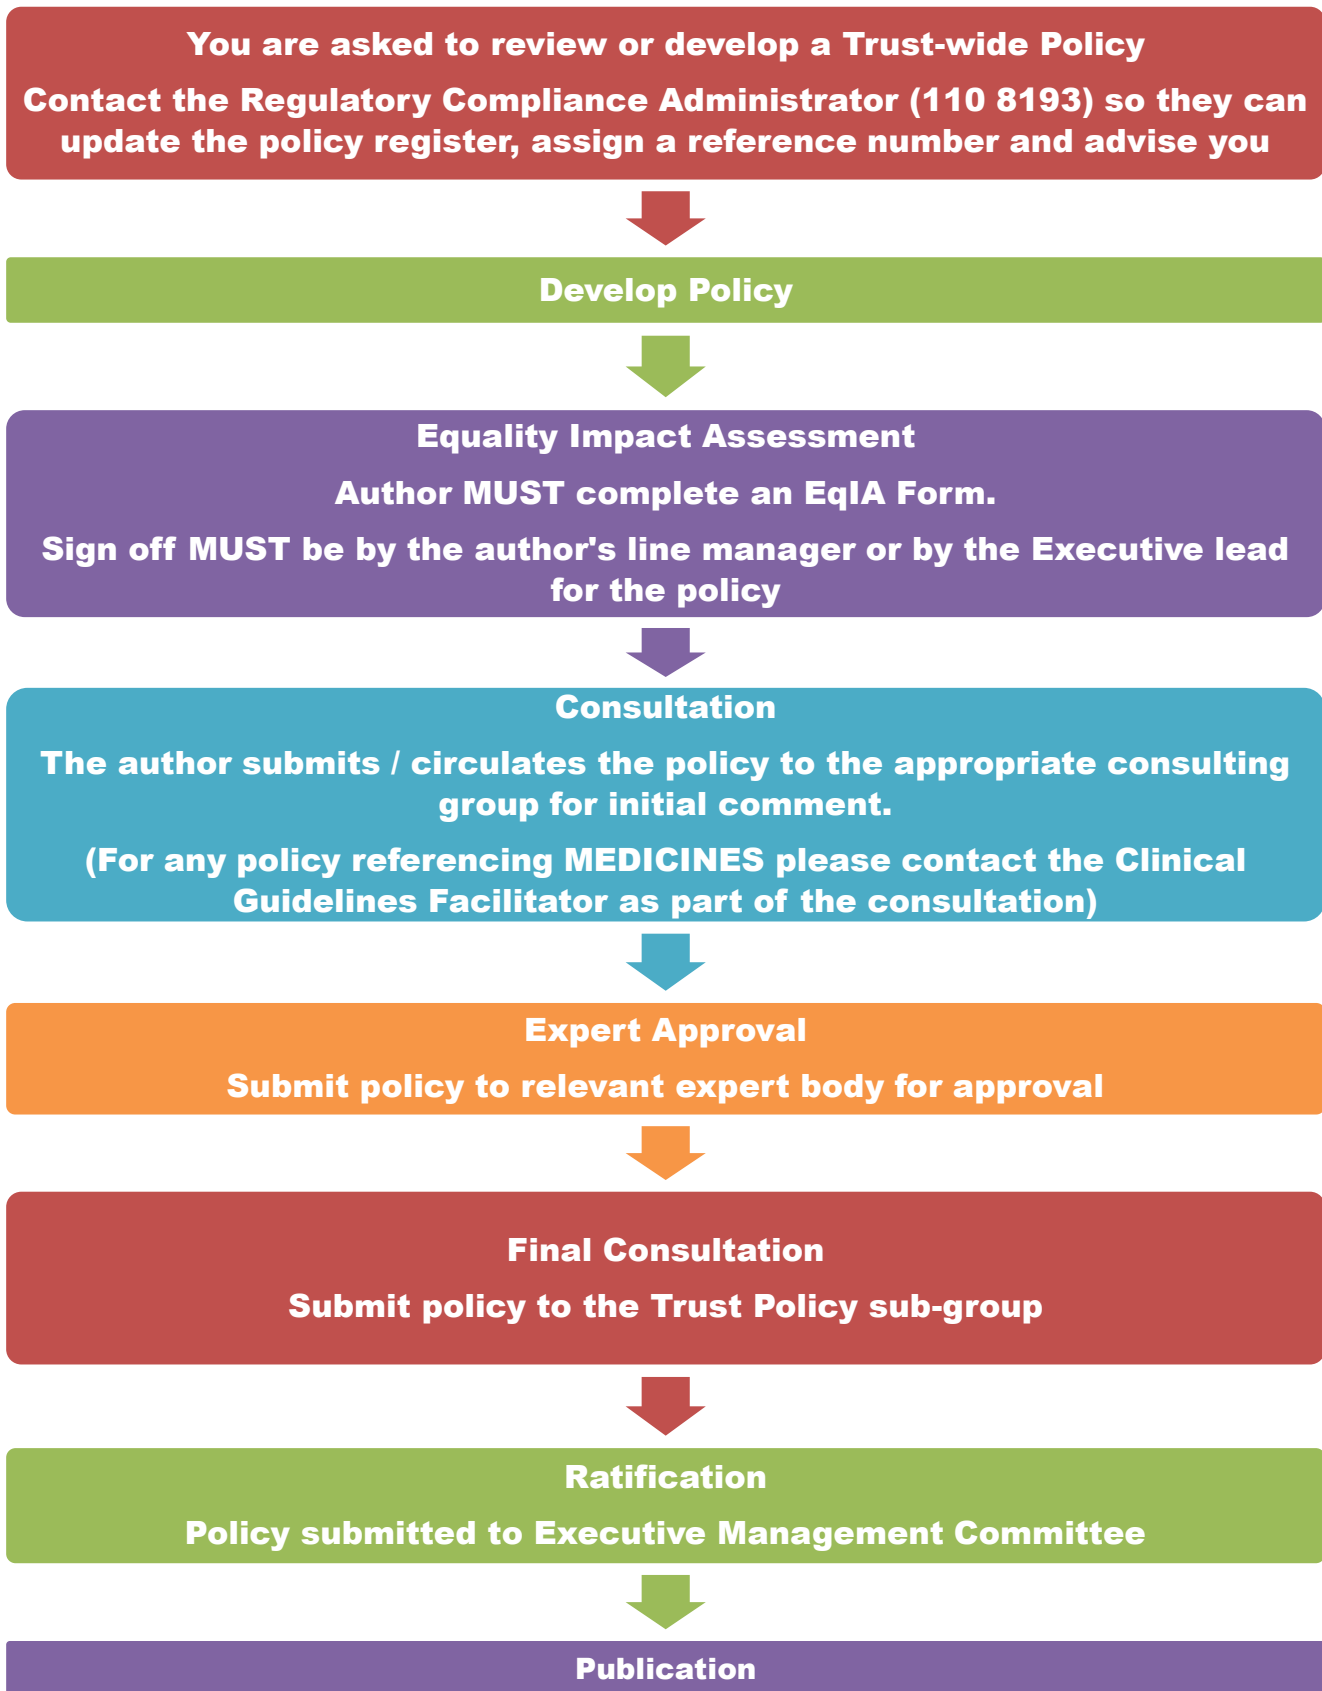 You are asked to review or develop a Trust-wide Policy
Contact the Regulatory Compliance Administrator (110 8193) so they can
update the policy register, assign a reference number and advise you
Develop Policy
Equality Impact Assessment
Author MUST complete an EqIA Form.
Sign off MUST be by the author's line manager or by the Executive lead
for the policy
Consultation
The author submits / circulates the policy to the appropriate consulting
group for initial comment.
(For any policy referencing MEDICINES please contact the Clinical
Guidelines Facilitator as part of the consultation)
Expert Approval
Submit policy to relevant expert body for approval
Final Consultation
Submit policy to the Trust Policy sub-group
Ratification
Policy submitted to Executive Management Committee
Publication